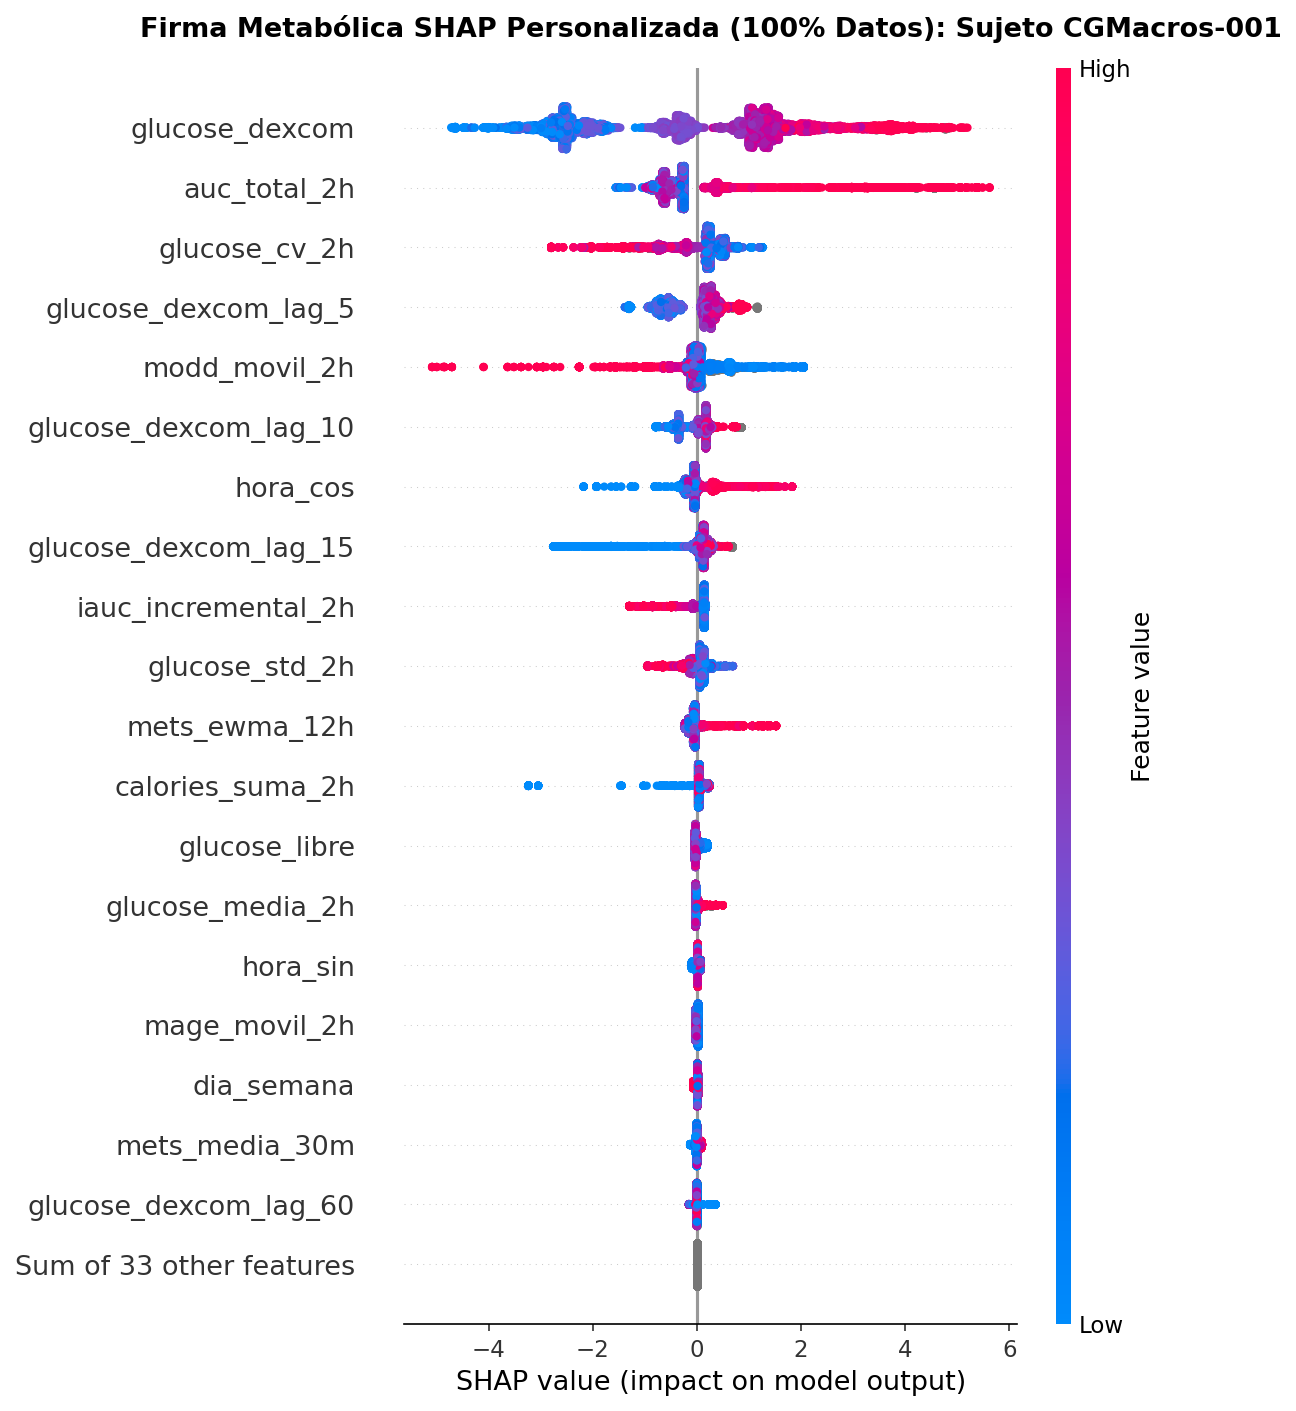 Firma Metabólica SHAP Personalizada (100% Datos): Sujeto CGMacros-001
High
glucose_dexcom
auc_total_2h
glucose_cv_2h
glucose_dexcom_lag_5
modd_movil_2h
glucose_dexcom_lag_10
hora_cos
glucose_dexcom_lag_15
iauc_incremental_2h
glucose_std_2h
mets_ewma_12h
calories_suma_2h
glucose_libre
glucose_media_2h
hora_sin
mage_movil_2h
dia_semana
mets_media_30m
glucose_dexcom_lag_60
Sum of 33 other features
Feature value
Low
−4 −2 0 2 4 6
SHAP value (impact on model output)